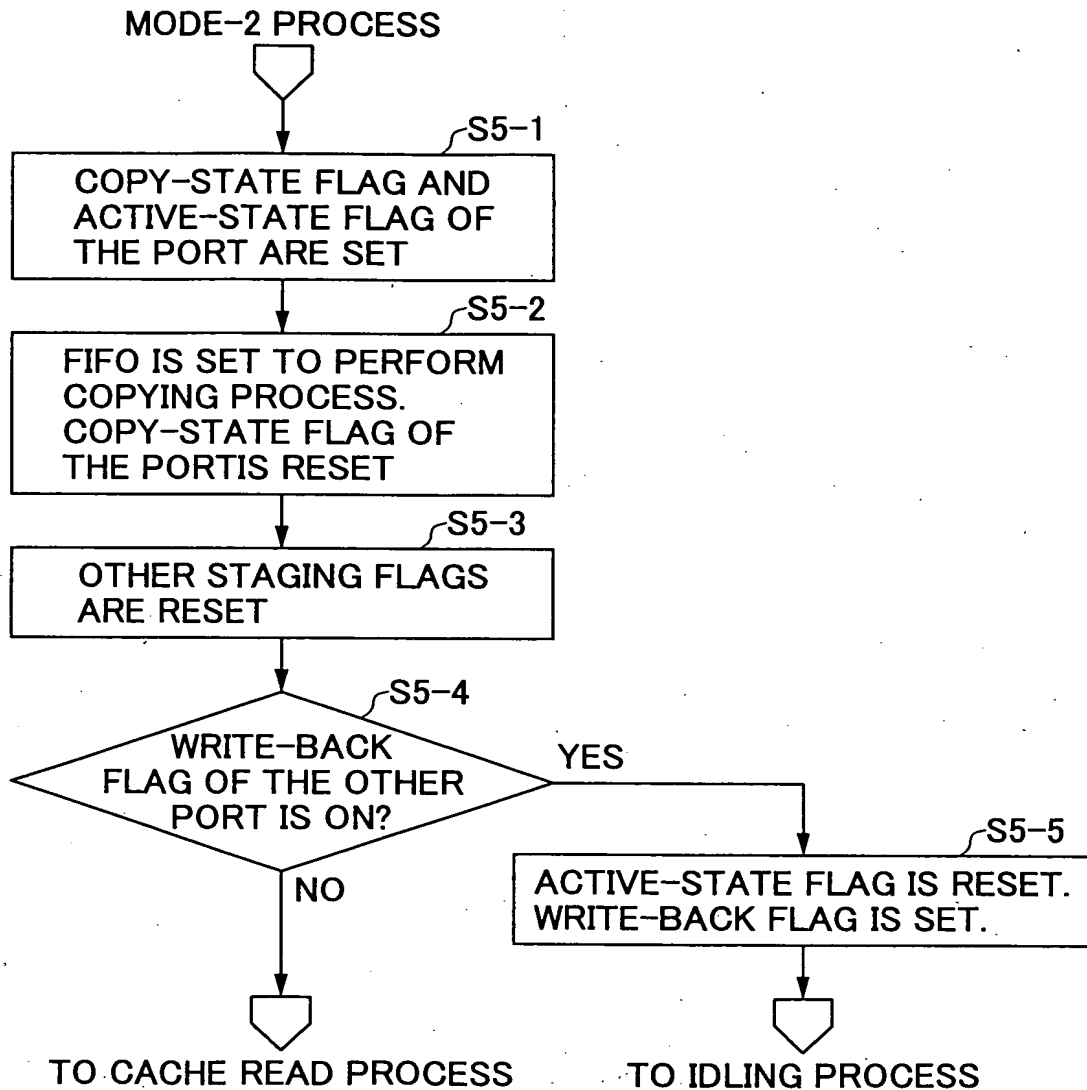 MODE-2 PROCESS
S5-1
COPY-STATE FLAG AND
ACTIVE-STATE FLAG OF
THE PORT ARE SET
S5-2
FIFO IS SET TO PERFORM
COPYING PROCESS.
COPY-STATE FLAG OF
THE PORTIS RESET
S5-3
OTHER STAGING FLAGS
ARE RESET
S5-4
WRITE-BACK
FLAG OF THE OTHER
PORT IS ON?
YES
NO
S5-5
ACTIVE-STATE FLAG IS RESET.
WRITE-BACK FLAG IS SET.
TO CACHE READ PROCESS
TO IDLING PROCESS